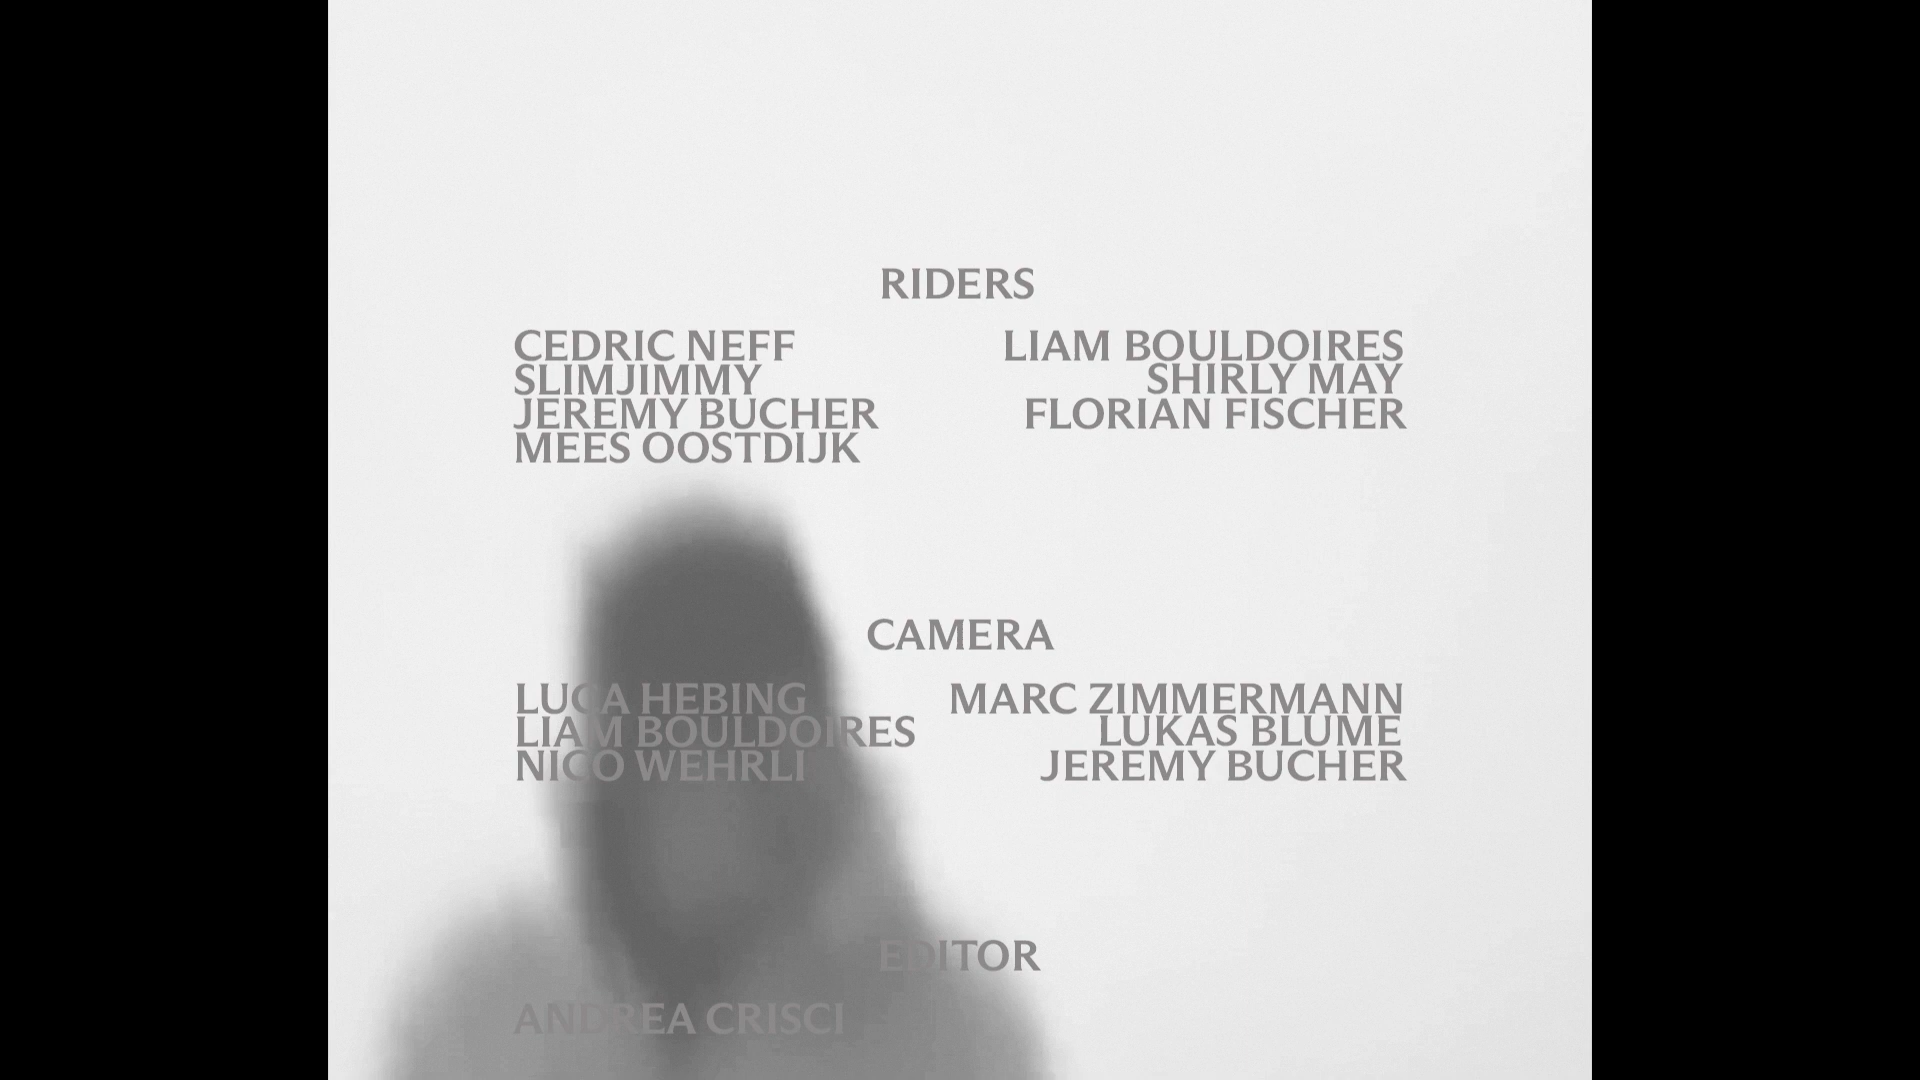 RIDERS
CEDRIC NEFF
SLIMJIMMY
JEREMY BUCHER
MEES OOSTDIJK
LIAM BOULDOIRES
SHIRLY MAY
FLORIAN FISCHER
CAMERA
LUCA HEBING
LIAM BOULDOIRES
NICO WEHRLI
MARC ZIMMERMANN
LUKAS BLUME
JEREMY BUCHER
EDITOR
ANDREA CRISCI